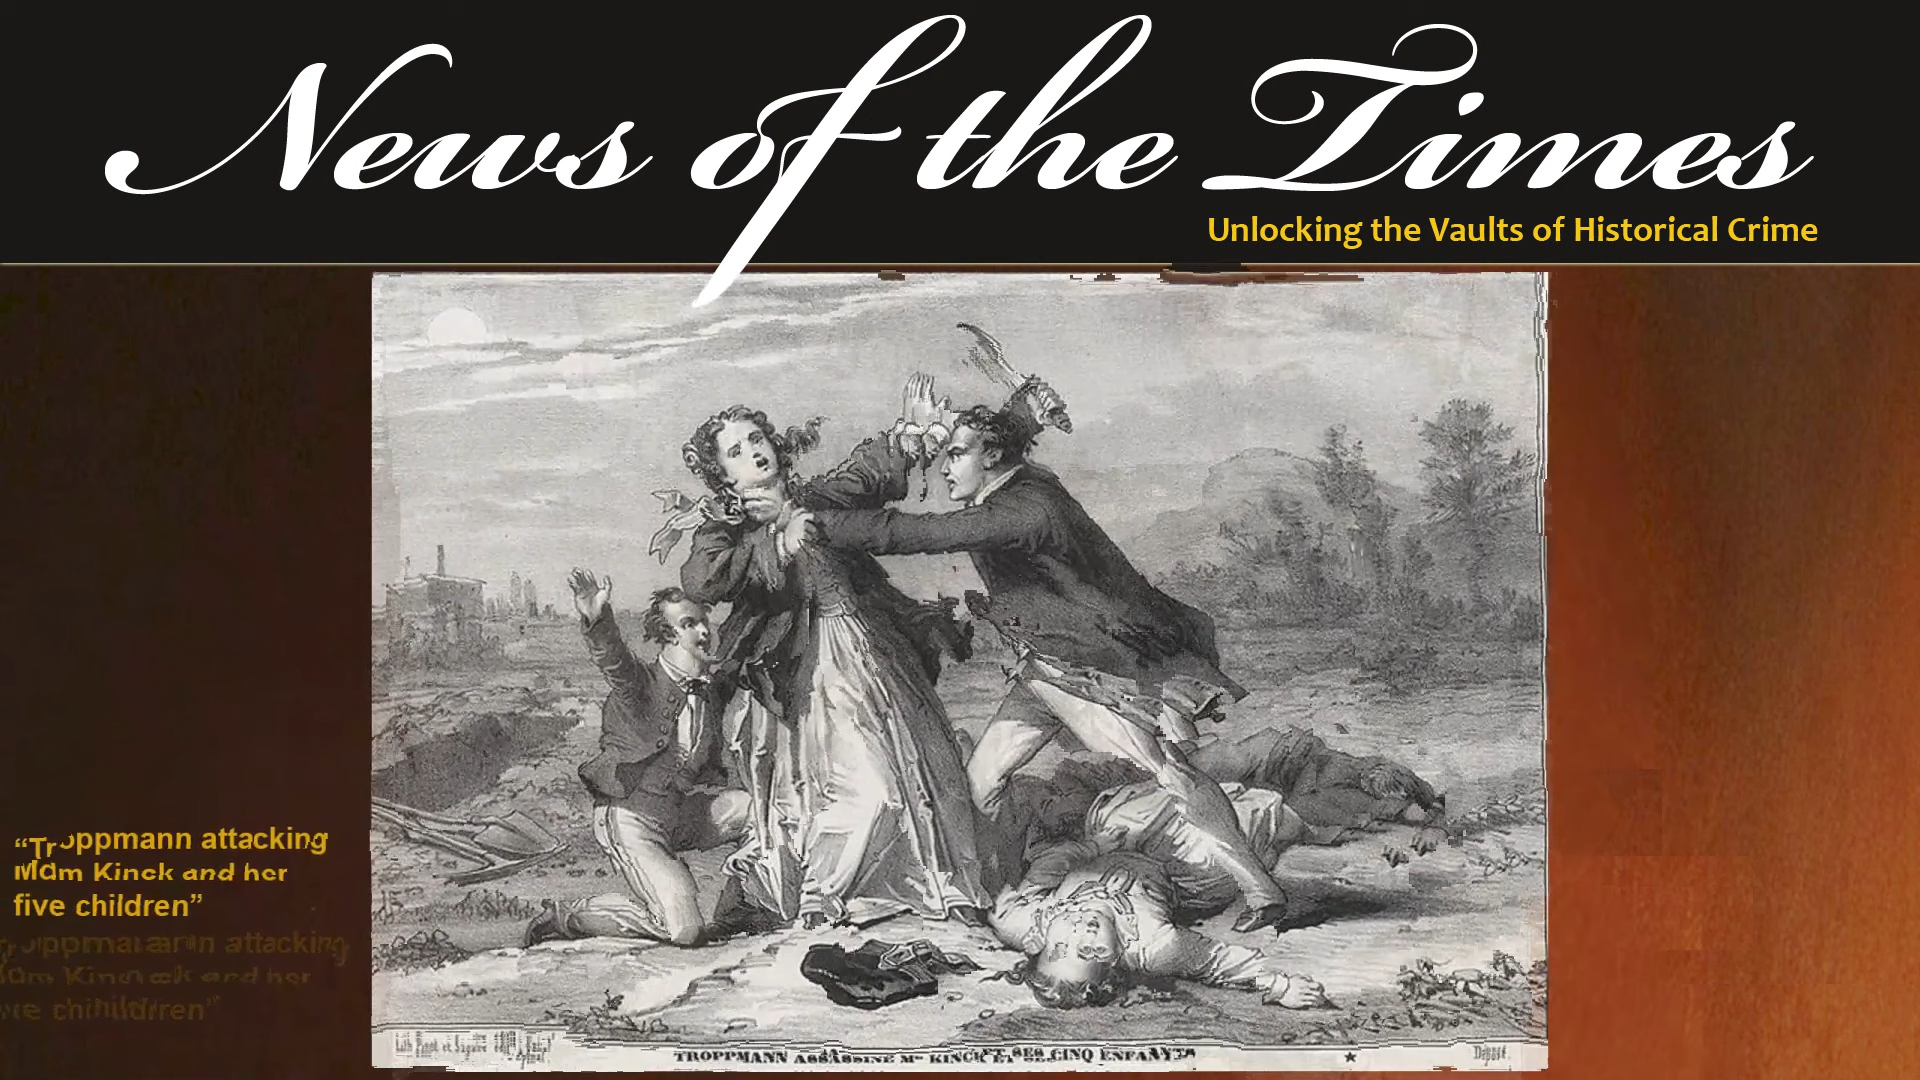 News of the Times
Unlocking the Vaults of Historical Crime
“Troppmann attacking
Mdm Kinck and her
five children”
TROPPMANN ASSASSINE Mme KINCK ET SES CINQ ENFANTS
Déposé.